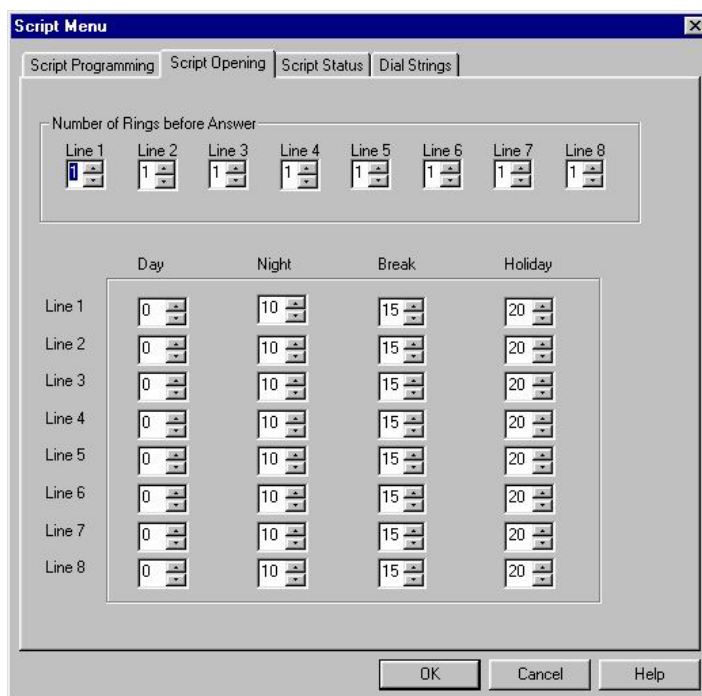 Script Menu
Script Programming Script Opening Script Status Dial Strings
Number of Rings before Answer
Line 1 Line 2 Line 3 Line 4 Line 5 Line 6 Line 7 Line 8
1 1 1 1 1 1 1 1
Day Night Break Holiday
Line 1 0 10 15 20
Line 2 0 10 15 20
Line 3 0 10 15 20
Line 4 0 10 15 20
Line 5 0 10 15 20
Line 6 0 10 15 20
Line 7 0 10 15 20
Line 8 0 10 15 20
OK Cancel Help